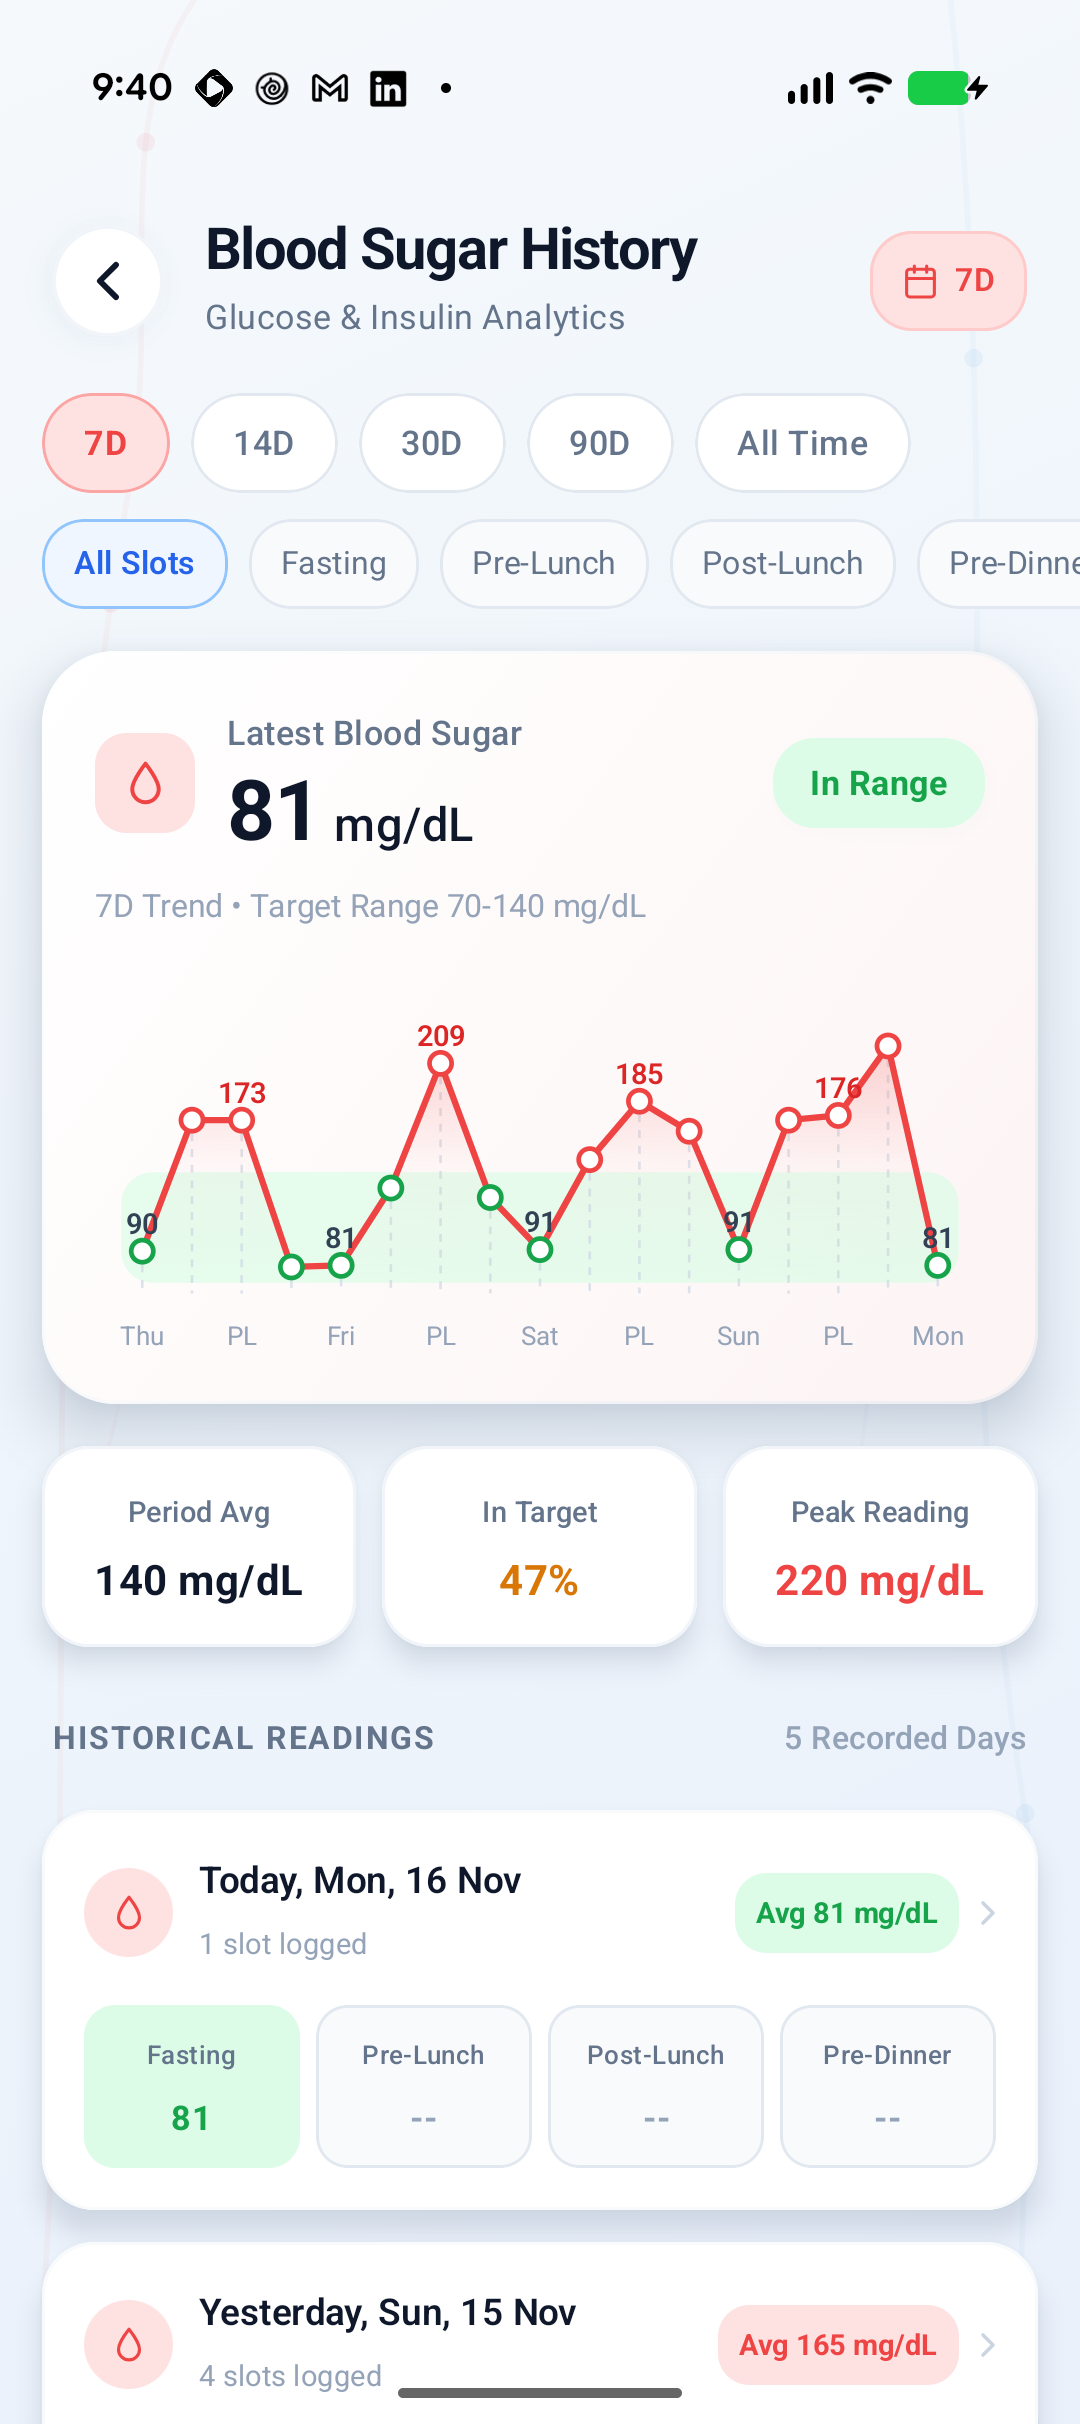 9:40
Blood Sugar History
Glucose & Insulin Analytics
7D
7D 14D 30D 90D All Time
All Slots Fasting Pre-Lunch Post-Lunch Pre-Dinne
Latest Blood Sugar
81 mg/dL
In Range
7D Trend • Target Range 70-140 mg/dL
90 173 81 209 91 185 91 176 81
Thu PL Fri PL Sat PL Sun PL Mon
Period Avg
140 mg/dL
In Target
47%
Peak Reading
220 mg/dL
HISTORICAL READINGS
5 Recorded Days
Today, Mon, 16 Nov
1 slot logged
Avg 81 mg/dL
Fasting
81
Pre-Lunch
--
Post-Lunch
--
Pre-Dinner
--
Yesterday, Sun, 15 Nov
4 slots logged
Avg 165 mg/dL